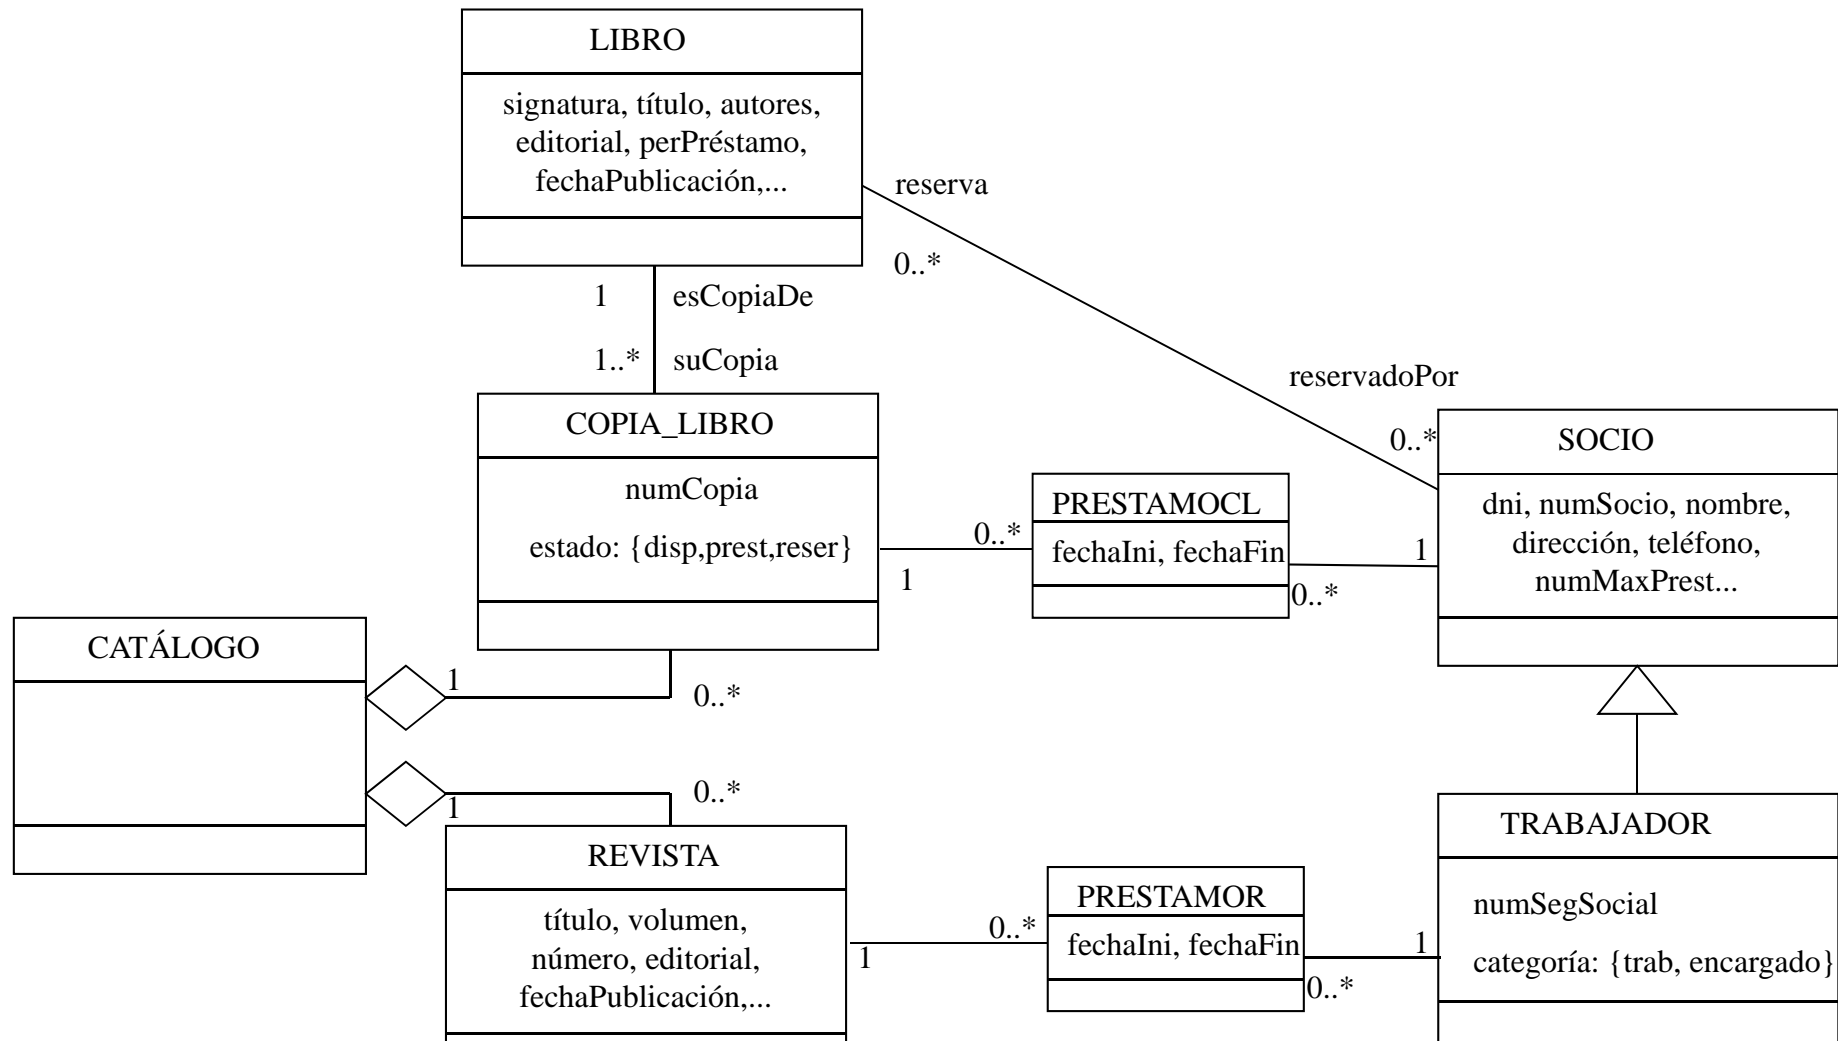 LIBRO
signatura, título, autores,
editorial, perPréstamo,
fechaPublicación,...
reserva
0..*
1
esCopiaDe
1..*
suCopia
reservadoPor
0..*
COPIA_LIBRO
numCopia
estado: {disp,prest,reser}
0..*
1
PRESTAMOCL
fechaIni, fechaFin
1
0..*
SOCIO
dni, numSocio, nombre,
dirección, teléfono,
numMaxPrest...
CATÁLOGO
1
0..*
1
0..*
REVISTA
título, volumen,
número, editorial,
fechaPublicación,...
0..*
1
PRESTAMOR
fechaIni, fechaFin
1
0..*
TRABAJADOR
numSegSocial
categoría: {trab, encargado}